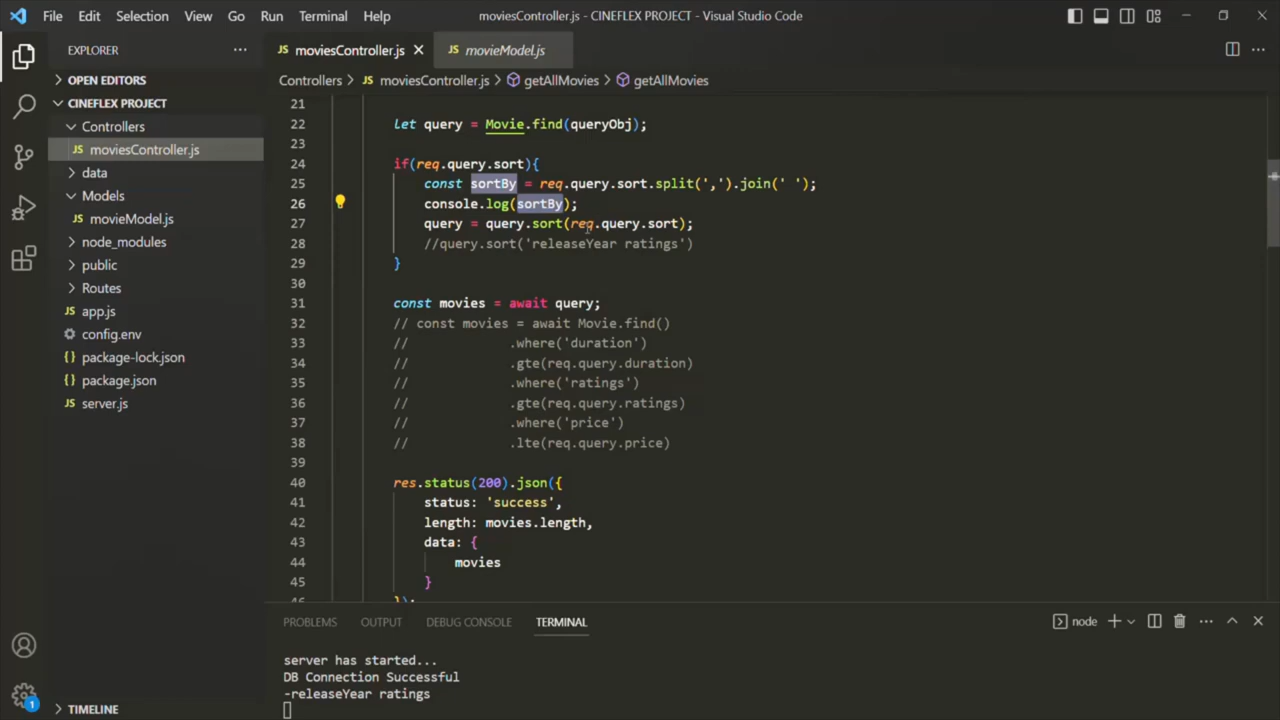 File Edit Selection View Go Run Terminal Help moviesController.js - CINEFLEX PROJECT - Visual Studio Code
EXPLORER ···
OPEN EDITORS
CINEFLEX PROJECT
Controllers
JS moviesController.js
data
Models
JS movieModel.js
node_modules
public
Routes
JS app.js
config.env
{} package-lock.json
{} package.json
JS server.js
TIMELINE
1
JS moviesController.js JS movieModel.js
Controllers > JS moviesController.js > getAllMovies > getAllMovies
21
22 let query = Movie.find(queryObj);
23
24 if(req.query.sort){
25 const sortBy = req.query.sort.split(',').join(' ');
26 console.log(sortBy);
27 query = query.sort(req.query.sort);
28 //query.sort('releaseYear ratings')
29 }
30
31 const movies = await query;
32 // const movies = await Movie.find()
33 // .where('duration')
34 // .gte(req.query.duration)
35 // .where('ratings')
36 // .gte(req.query.ratings)
37 // .where('price')
38 // .lte(req.query.price)
39
40 res.status(200).json({
41 status: 'success',
42 length: movies.length,
43 data: {
44 movies
45 }
46 });
PROBLEMS OUTPUT DEBUG CONSOLE TERMINAL node
server has started...
DB Connection Successful
-releaseYear ratings